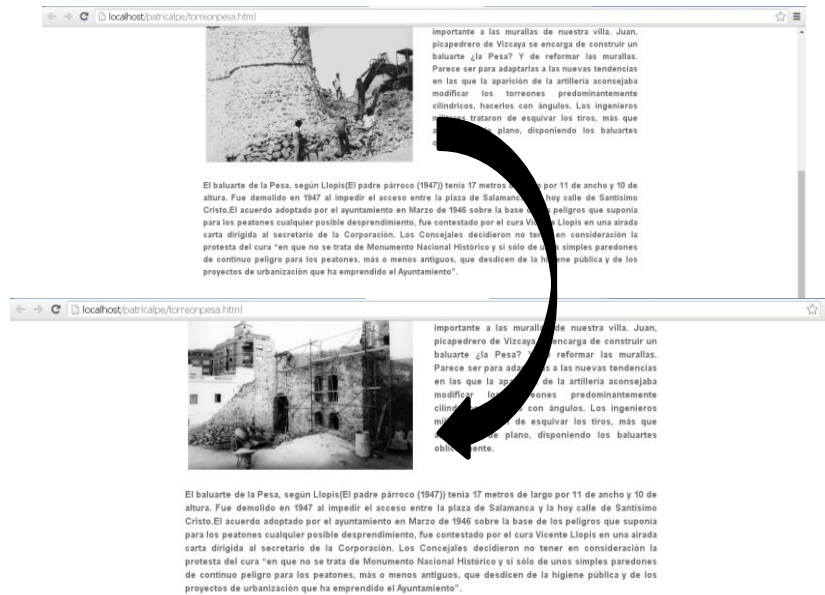 localhost/patricalpe/torreonpesa.html
importante a las murallas de nuestra villa. Juan,
picapedrero de Vizcaya se encarga de construir un
baluarte ¿la Pesa? Y de reformar las murallas.
Parece ser para adaptarlas a las nuevas tendencias
en las que la aparición de la artillería aconsejaba
modificar los torreones predominantemente
cilíndricos, hacerlos con ángulos. Los ingenieros
trataron de esquivar los tiros, más que
plano, disponiendo los baluartes
El baluarte de la Pesa, según Llopis(El padre párroco (1947)) tenía 17 metros por 11 de ancho y 10 de
altura. Fue demolido en 1947 al impedir el acceso entre la plaza de Salamanca hoy calle de Santísimo
Cristo.El acuerdo adoptado por el ayuntamiento en Marzo de 1946 sobre la base peligros que suponía
para los peatones cualquier posible desprendimiento, fue contestado por el cura Llopis en una airada
carta dirigida al secretario de la Corporación. Los Concejales decidieron no en consideración la
protesta del cura “en que no se trata de Monumento Nacional Histórico y si sólo de simples paredones
de continuo peligro para los peatones, más o menos antiguos, que desdicen de la pública y de los
proyectos de urbanización que ha emprendido el Ayuntamiento”.
localhost/patricalpe/torreonpesa.html
importante a las de nuestra villa. Juan,
picapedrero de Vizcaya encarga de construir un
baluarte ¿la Pesa? reformar las murallas.
Parece ser para a las nuevas tendencias
en las que la de la artillería aconsejaba
modificar predominantemente
con ángulos. Los ingenieros
de esquivar los tiros, más que
de plano, disponiendo los baluartes
El baluarte de la Pesa, según Llopis(El padre párroco (1947)) tenía 17 metros de largo por 11 de ancho y 10 de
altura. Fue demolido en 1947 al impedir el acceso entre la plaza de Salamanca y la hoy calle de Santísimo
Cristo.El acuerdo adoptado por el ayuntamiento en Marzo de 1946 sobre la base de los peligros que suponía
para los peatones cualquier posible desprendimiento, fue contestado por el cura Vicente Llopis en una airada
carta dirigida al secretario de la Corporación. Los Concejales decidieron no tener en consideración la
protesta del cura “en que no se trata de Monumento Nacional Histórico y si sólo de unos simples paredones
de continuo peligro para los peatones, más o menos antiguos, que desdicen de la higiene pública y de los
proyectos de urbanización que ha emprendido el Ayuntamiento”.